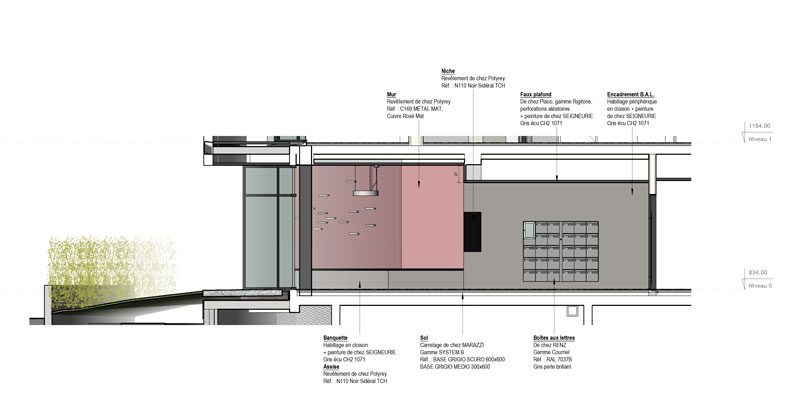 Niche
Revêtement de chez Polyrey
Réf. : N110 Noir Sidéral TCH
Mur
Revêtement de chez Polyrey
Réf. : C169 METAL MAT,
Cuivre Rosé Mat
Faux plafond
De chez Placo, gamme Rigitone,
perforations aléatoires
+ peinture de chez SEIGNEURIE
Gris écu CH2 1071
Encadrement B.A.L.
Habillage périphérique
en cloison + peinture
de chez SEIGNEURIE
Gris écu CH2 1071
1184.00
Niveau 1
834.00
Niveau 0
Banquette
Habillage en cloison
+ peinture de chez SEIGNEURIE
Gris écu CH2 1071
Assise
Revêtement de chez Polyrey
Réf. : N110 Noir Sidéral TCH
Sol
Carrelage de chez MARAZZI
Gamme SYSTEM B
Réf. : BASE GRIGIO SCURO 600x600
BASE GRIGIO MEDIO 300x600
Boîtes aux lettres
De chez RENZ
Gamme Courriel
Réf. : RAL 7037B
Gris perle brillant